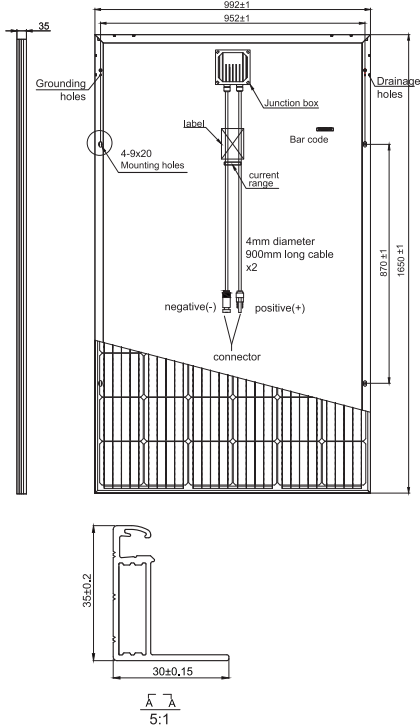 992±1
952±1
35
Grounding
holes
Drainage
holes
Junction box
label
Bar code
4-9x20
Mounting holes
current
range
4mm diameter
900mm long cable
x2
870 ±1
1650 ±1
negative(-)
positive(+)
connector
35±0.2
30±0.15
A A
5:1